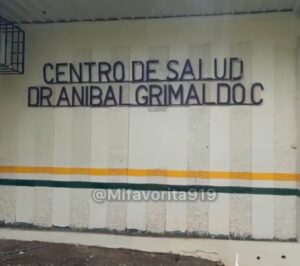 CENTRO DE SALUD
DR.ANIBAL GRIMALDO C
@Mifavorita919